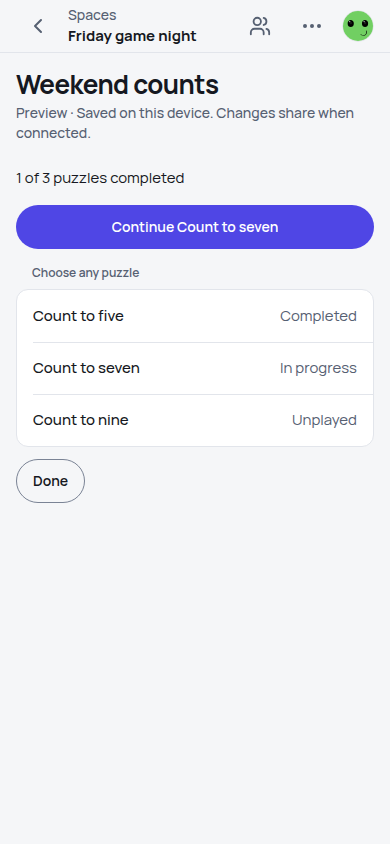 Spaces
Friday game night
Weekend counts
Preview · Saved on this device. Changes share when
connected.
1 of 3 puzzles completed
Continue Count to seven
Choose any puzzle
Count to five Completed
Count to seven In progress
Count to nine Unplayed
Done